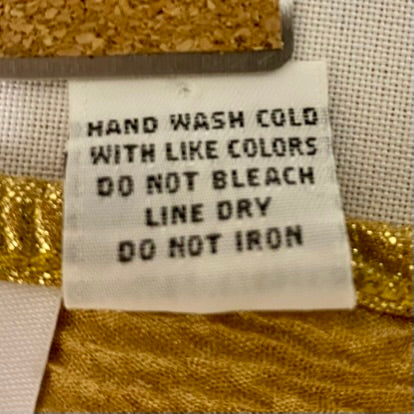 HAND WASH COLD
WITH LIKE COLORS
DO NOT BLEACH
LINE DRY
DO NOT IRON